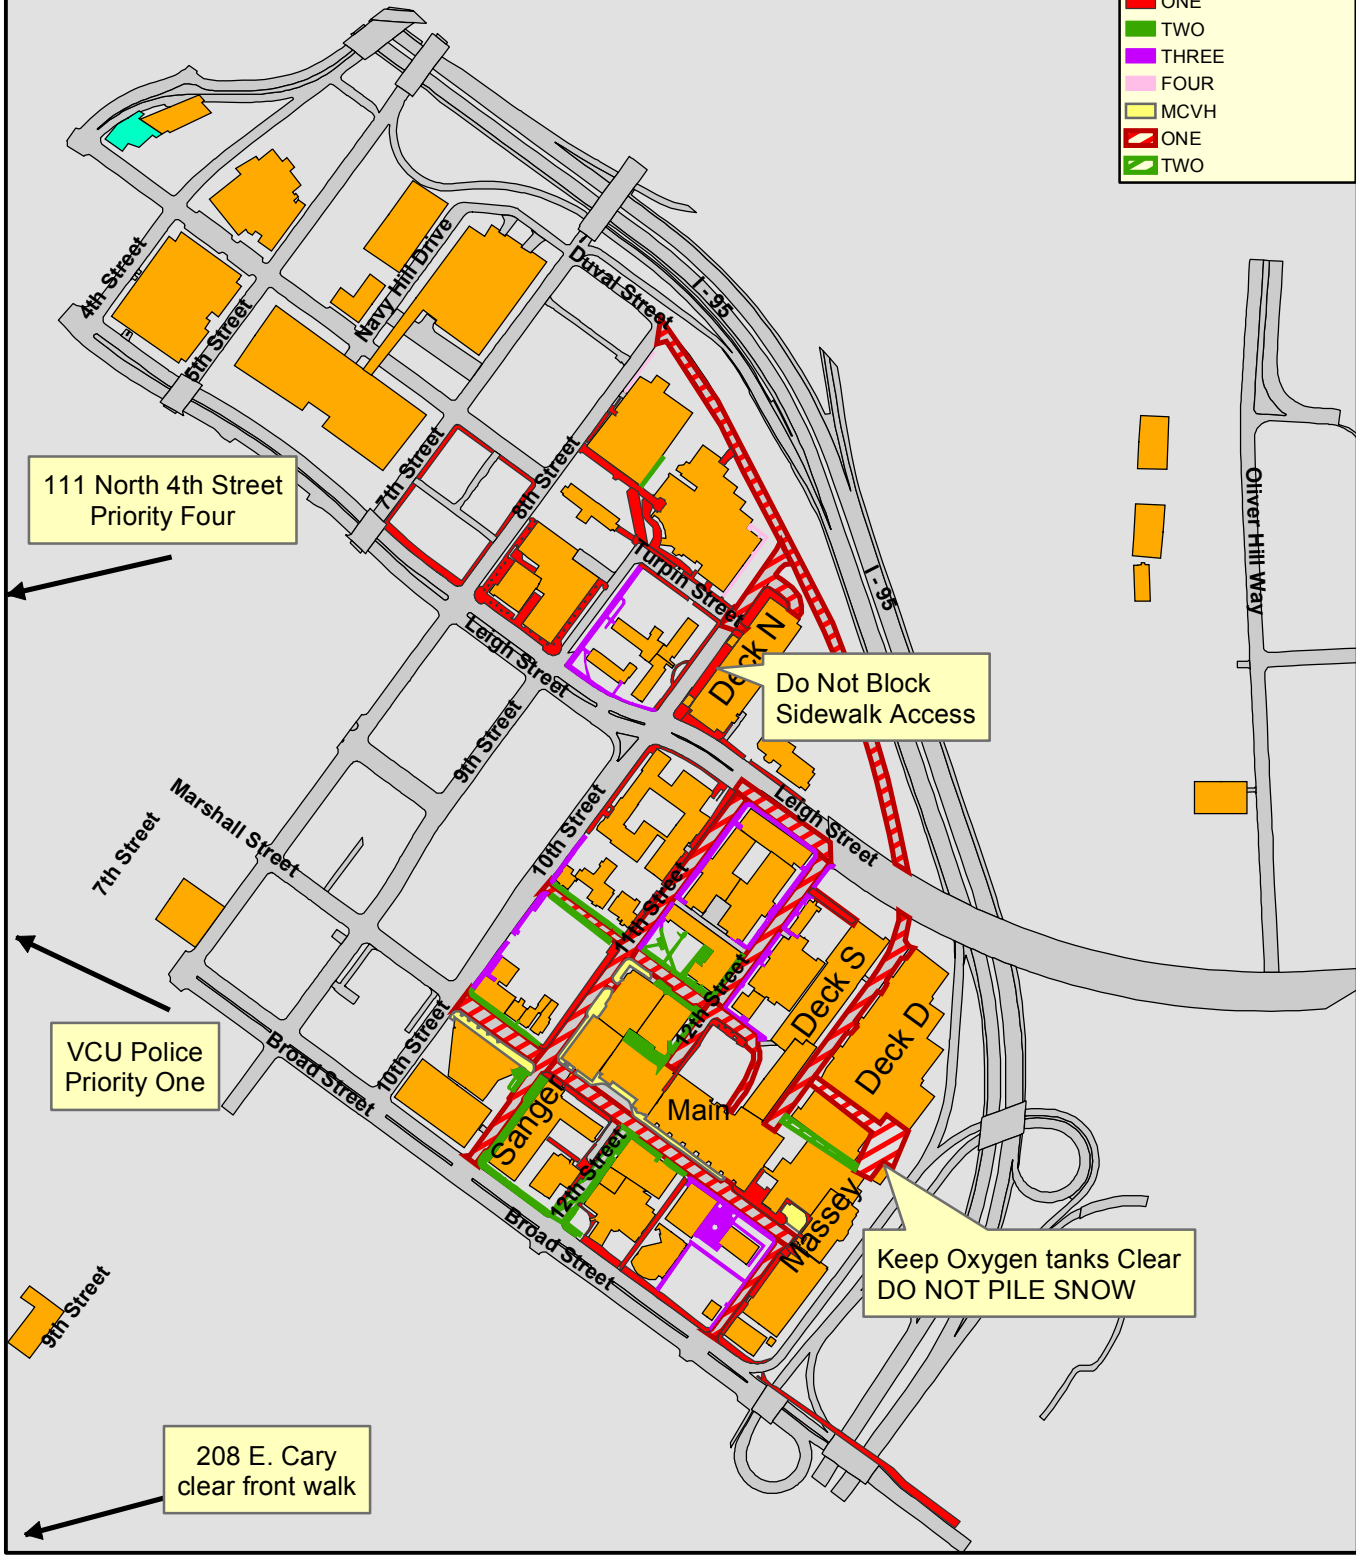 ONE
TWO
THREE
FOUR
MCVH
ONE
TWO
4th Street
5th Street
Navy Hill Drive
Duval Street
I - 95
111 North 4th Street
Priority Four
7th Street
8th Street
Turpin Street
I - 95
Oliver Hill Way
Leigh Street
Deck N
Do Not Block
Sidewalk Access
9th Street
Marshall Street
7th Street
10th Street
Leigh Street
11th Street
12th Street
Deck S
Deck D
VCU Police
Priority One
10th Street
Broad Street
Sanger
Main
12th Street
Massey
Broad Street
Keep Oxygen tanks Clear
DO NOT PILE SNOW
9th Street
208 E. Cary
clear front walk